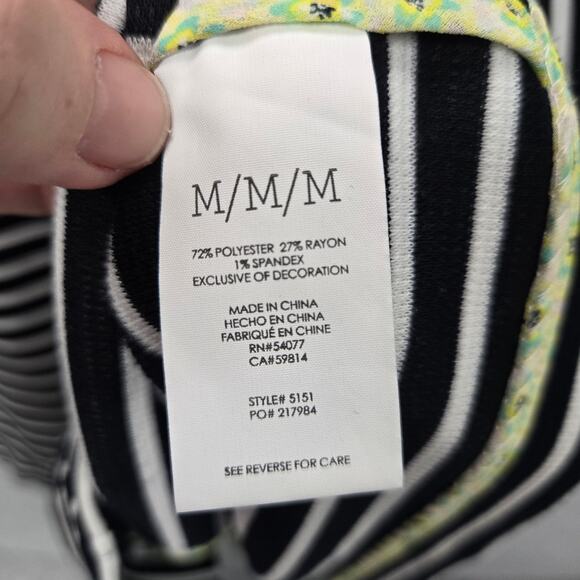 M/M/M
72% POLYESTER 27% RAYON
1% SPANDEX
EXCLUSIVE OF DECORATION
MADE IN CHINA
HECHO EN CHINA
FABRIQUÉ EN CHINE
RN#54077
CA#59814
STYLE# 5151
PO# 217984
SEE REVERSE FOR CARE